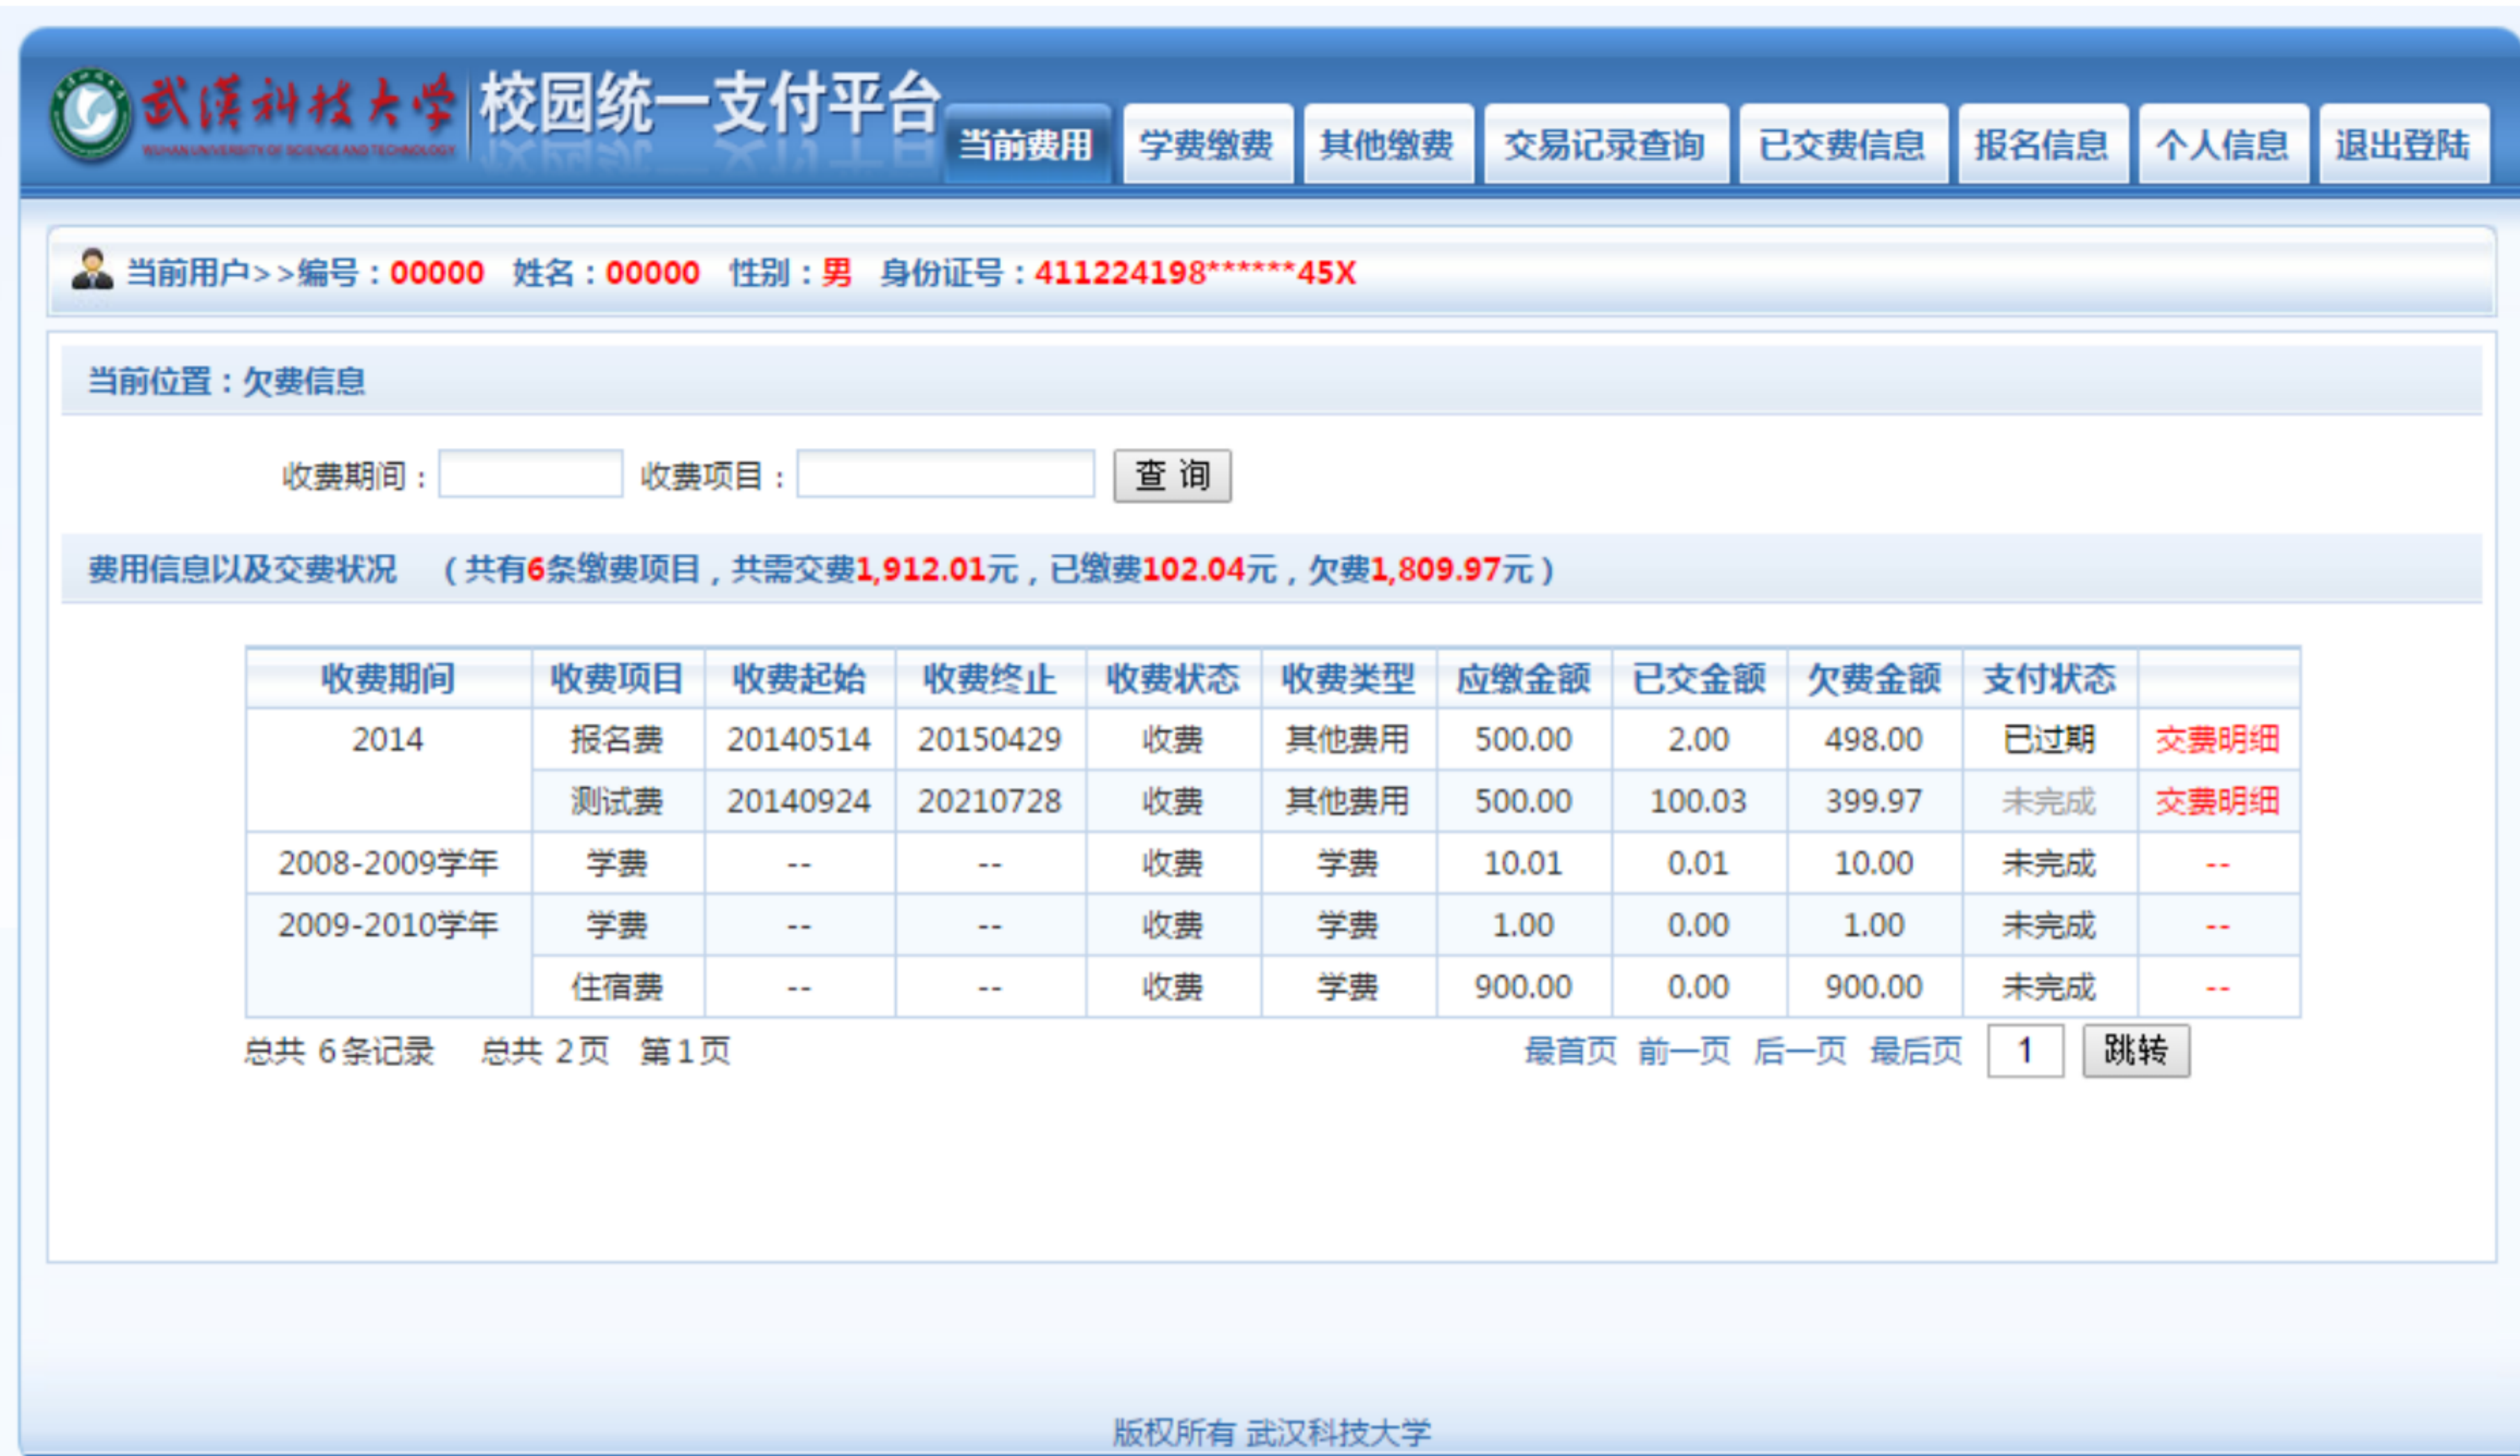 武汉科技大学 校园统一支付平台
WUHAN UNIVERSITY OF SCIENCE AND TECHNOLOGY
当前费用 学费缴费 其他缴费 交易记录查询 已交费信息 报名信息 个人信息 退出登陆
当前用户>>编号：00000 姓名：00000 性别：男 身份证号：411224198******45X
当前位置：欠费信息
收费期间： 收费项目： 查 询
费用信息以及交费状况 （共有6条缴费项目，共需交费1,912.01元，已缴费102.04元，欠费1,809.97元）
收费期间 收费项目 收费起始 收费终止 收费状态 收费类型 应缴金额 已交金额 欠费金额 支付状态
2014 报名费 20140514 20150429 收费 其他费用 500.00 2.00 498.00 已过期 交费明细
测试费 20140924 20210728 收费 其他费用 500.00 100.03 399.97 未完成 交费明细
2008-2009学年 学费 -- -- 收费 学费 10.01 0.01 10.00 未完成 --
2009-2010学年 学费 -- -- 收费 学费 1.00 0.00 1.00 未完成 --
住宿费 -- -- 收费 学费 900.00 0.00 900.00 未完成 --
总共 6条记录 总共 2页 第1页 最首页 前一页 后一页 最后页 1 跳转
版权所有 武汉科技大学